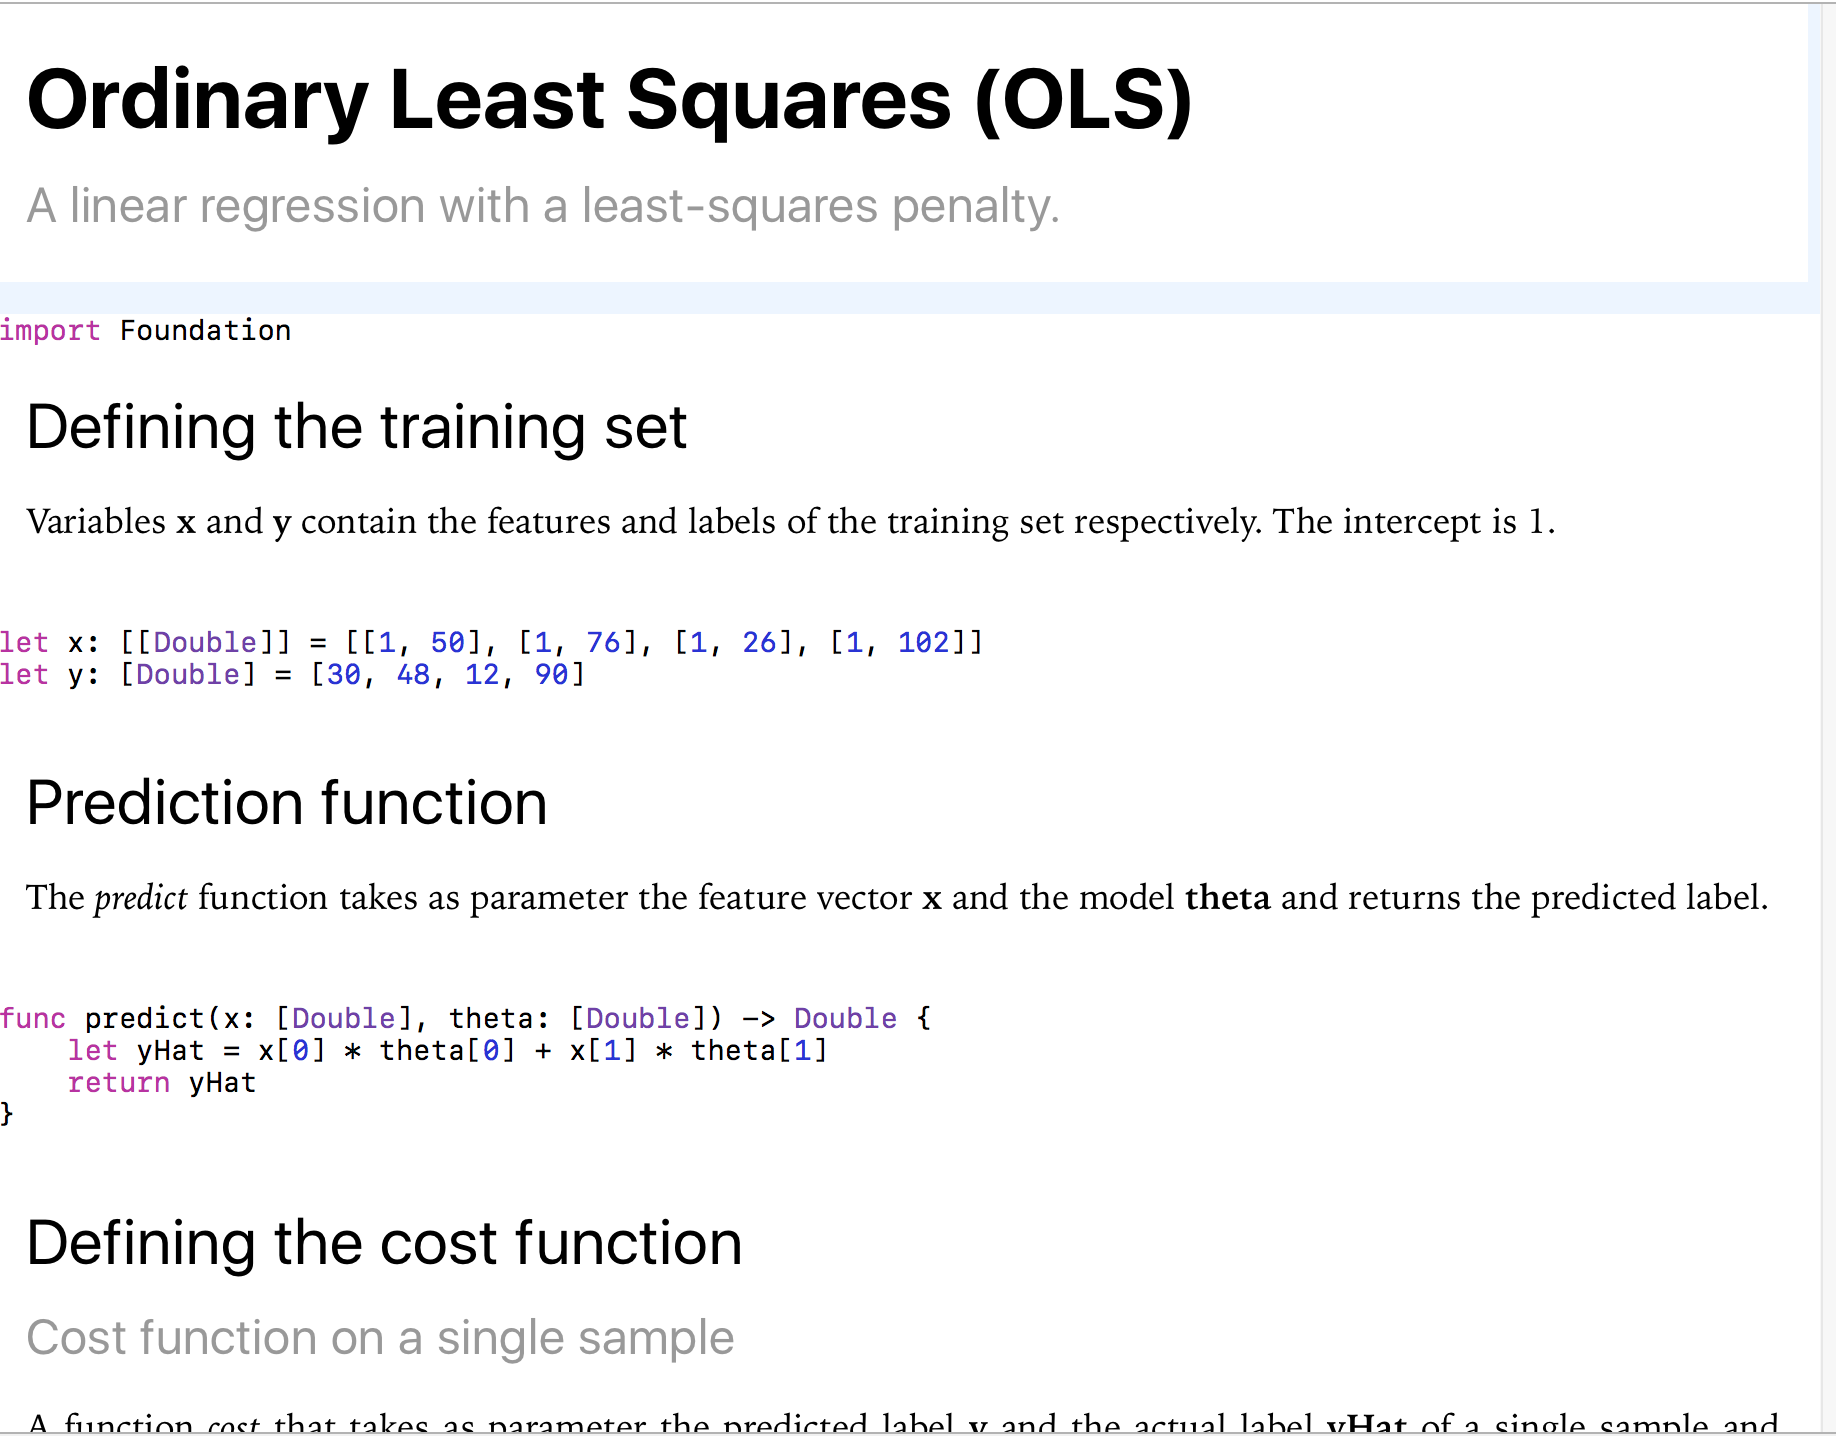 Ordinary Least Squares (OLS)
A linear regression with a least-squares penalty.
import Foundation
Defining the training set
Variables x and y contain the features and labels of the training set respectively. The intercept is 1.
let x: [[Double]] = [[1, 50], [1, 76], [1, 26], [1, 102]]
let y: [Double] = [30, 48, 12, 90]
Prediction function
The predict function takes as parameter the feature vector x and the model theta and returns the predicted label.
func predict(x: [Double], theta: [Double]) -> Double {
    let yHat = x[0] * theta[0] + x[1] * theta[1]
    return yHat
}
Defining the cost function
Cost function on a single sample
A function cost that takes as parameter the predicted label y and the actual label yHat of a single sample and